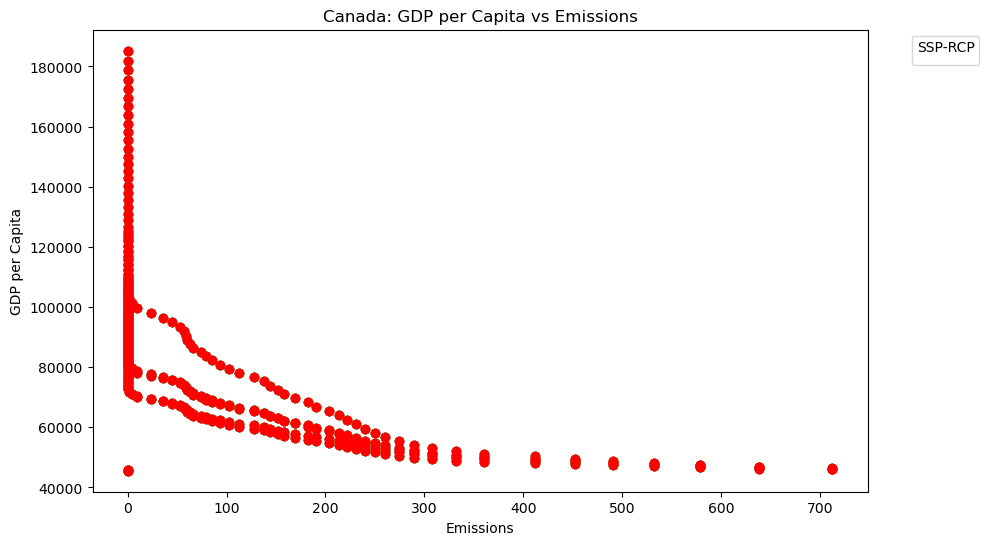 Canada: GDP per Capita vs Emissions
SSP-RCP
180000
160000
140000
120000
100000
80000
60000
40000
GDP per Capita
0 100 200 300 400 500 600 700
Emissions